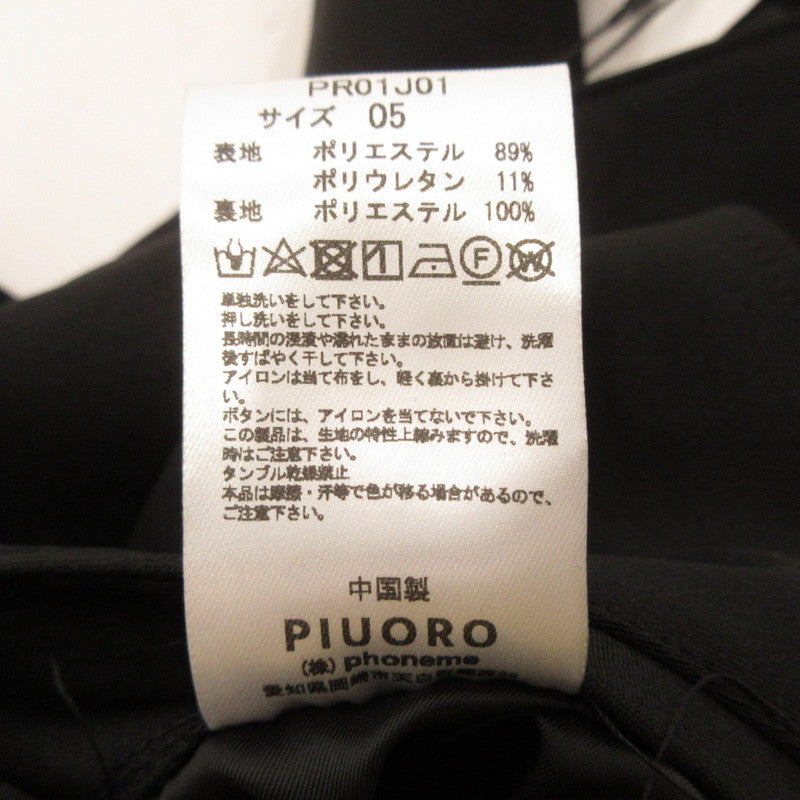 PR01J01
サイズ 05
表地 ポリエステル 89%
ポリウレタン 11%
裏地 ポリエステル 100%
F W
単独洗いをして下さい。
押し洗いをして下さい。
長時間の浸漬や濡れたままの放置は避け、洗濯
後すばやく干して下さい。
アイロンは当て布をし、軽く裏から掛けて下さ
い。
ボタンには、アイロンを当てないで下さい。
この製品は、生地の特性上縮みますので、洗濯
時はご注意下さい。
タンブル乾燥禁止
本品は摩擦・汗等で色が移る場合があるので、
ご注意下さい。
中国製
PIUORO
(株) phoneme
愛知県岡崎市天白町